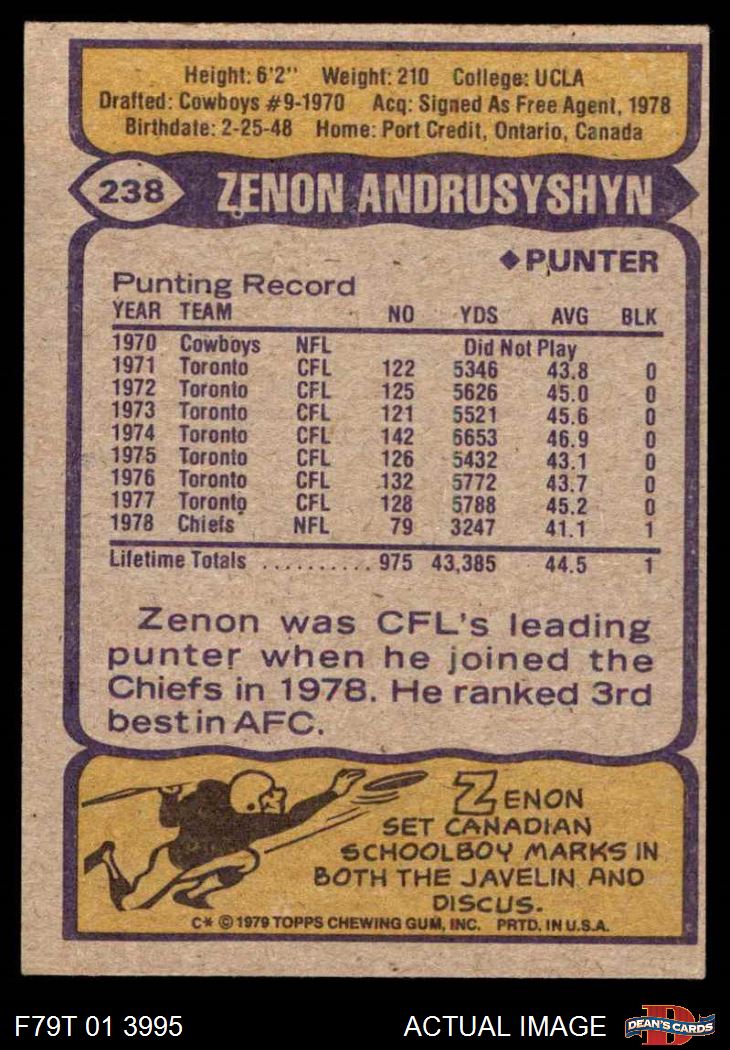 Height: 6'2" Weight: 210 College: UCLA
Drafted: Cowboys #9-1970 Acq: Signed As Free Agent, 1978
Birthdate: 2-25-48 Home: Port Credit, Ontario, Canada
238 ZENON ANDRUSYSHYN
◆PUNTER
Punting Record
YEAR TEAM NO YDS AVG BLK
1970 Cowboys NFL Did Not Play
1971 Toronto CFL 122 5346 43.8 0
1972 Toronto CFL 125 5626 45.0 0
1973 Toronto CFL 121 5521 45.6 0
1974 Toronto CFL 142 6653 46.9 0
1975 Toronto CFL 126 5432 43.1 0
1976 Toronto CFL 132 5772 43.7 0
1977 Toronto CFL 128 5788 45.2 0
1978 Chiefs NFL 79 3247 41.1 1
Lifetime Totals .......... 975 43,385 44.5 1
Zenon was CFL's leading
punter when he joined the
Chiefs in 1978. He ranked 3rd
best in AFC.
ZENON
SET CANADIAN
SCHOOLBOY MARKS IN
BOTH THE JAVELIN AND
DISCUS.
C* © 1979 TOPPS CHEWING GUM, INC. PRTD. IN U.S.A.
F79T 01 3995 ACTUAL IMAGE D DEAN'S CARDS